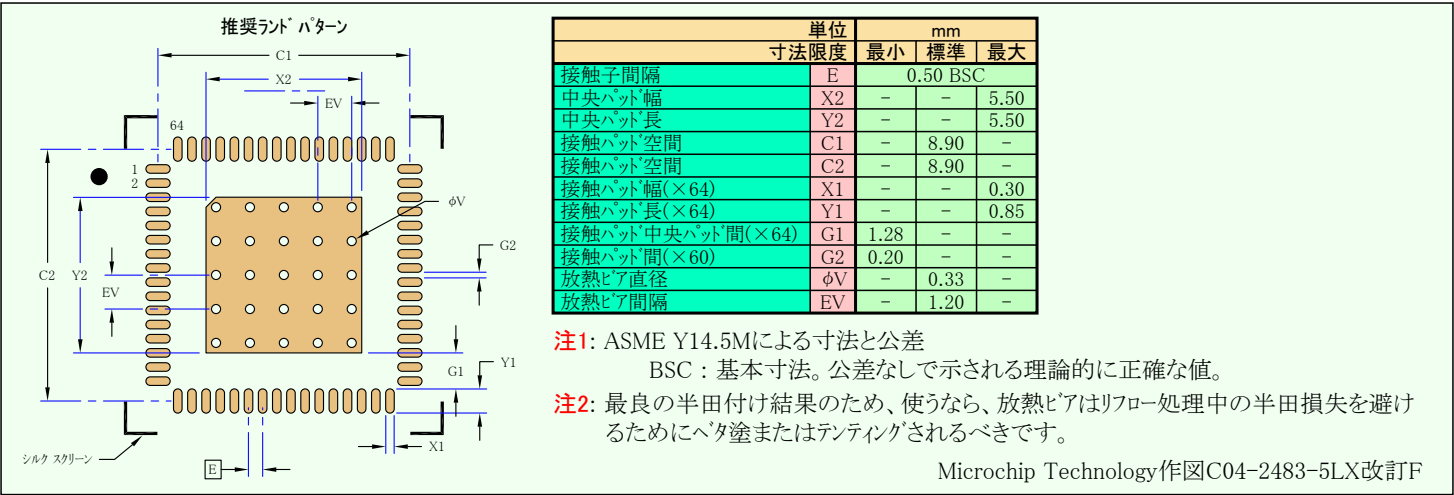 推奨ランド パターン
C1
X2
EV
64
1
2
φV
G2
C2
Y2
EV
G1
Y1
X1
E
シルク スクリーン
単位 mm
寸法限度 最小 標準 最大
接触子間隔 E 0.50 BSC
中央パッド幅 X2 − − 5.50
中央パッド長 Y2 − − 5.50
接触パッド空間 C1 − 8.90 −
接触パッド空間 C2 − 8.90 −
接触パッド幅(×64) X1 − − 0.30
接触パッド長(×64) Y1 − − 0.85
接触パッド中央パッド間(×64) G1 1.28 − −
接触パッド間(×60) G2 0.20 − −
放熱ビア直径 φV − 0.33 −
放熱ビア間隔 EV − 1.20 −
注1: ASME Y14.5Mによる寸法と公差
BSC : 基本寸法。公差なしで示される理論的に正確な値。
注2: 最良の半田付け結果のため、使うなら、放熱ビアはリフロー処理中の半田損失を避け
るためにベタ塗またはテンティングされるべきです。
Microchip Technology作図C04-2483-5LX改訂F